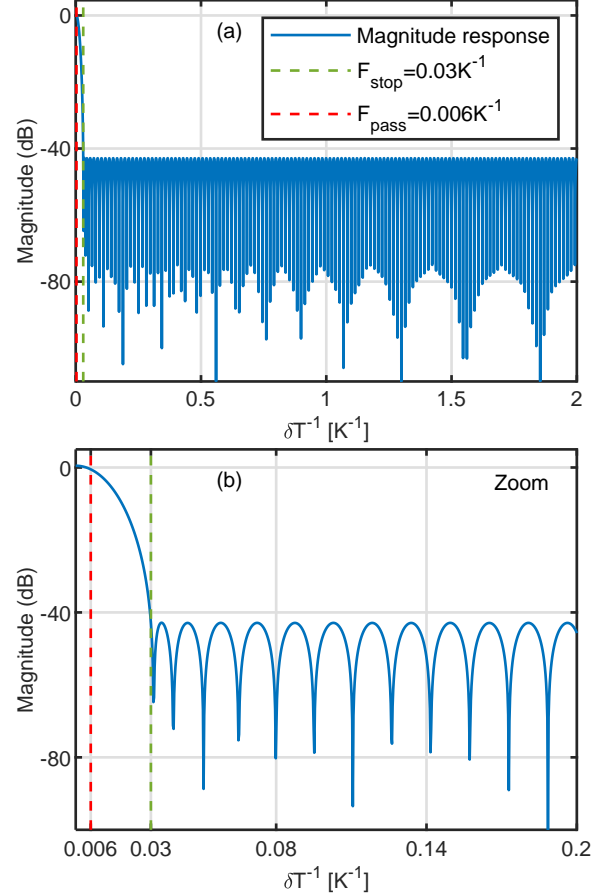 (a)
Magnitude response
F_stop=0.03K^-1
F_pass=0.006K^-1
0
-40
-80
Magnitude (dB)
0
0.5
1
1.5
2
δT^-1 [K^-1]
(b)
Zoom
0
-40
-80
Magnitude (dB)
0.006
0.03
0.08
0.14
0.2
δT^-1 [K^-1]